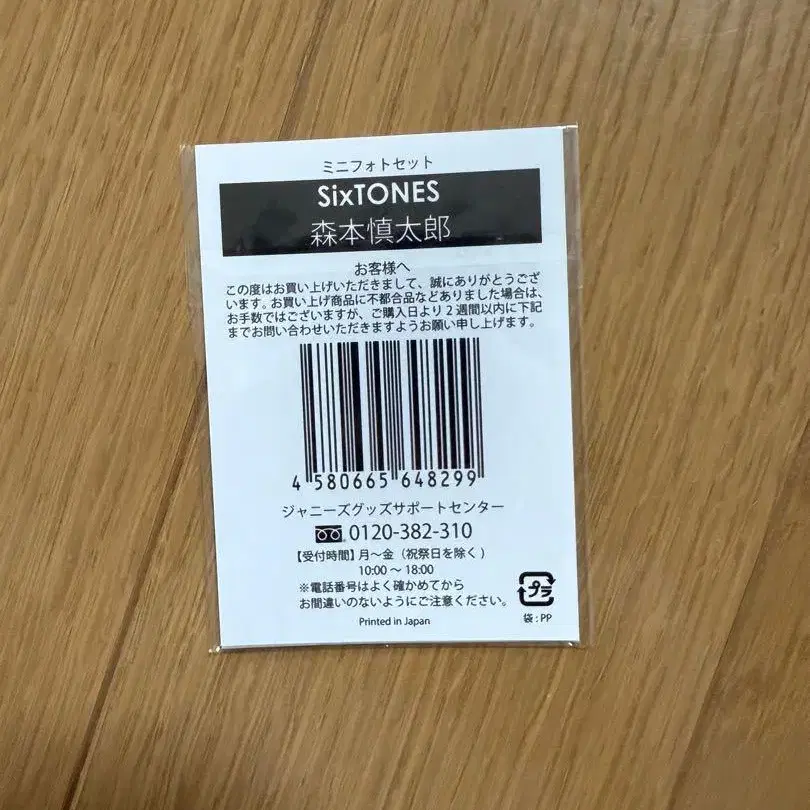 ミニフォトセット
SixTONES
森本慎太郎
お客様へ
この度はお買い上げいただきまして、誠にありがとうござ
います。お買い上げ商品に不都合品などありました場合は、
お手数ではございますが、ご購入日より2週間以内に下記
までお問い合わせいただきますようお願い申し上げます。
4 580665 648299
ジャニーズグッズサポートセンター
0120-382-310
【受付時間】月〜金（祝祭日を除く）
10:00 〜 18:00
※電話番号はよく確かめてから
お間違いのないようにご注意ください。
プラ
袋 : PP
Printed in Japan